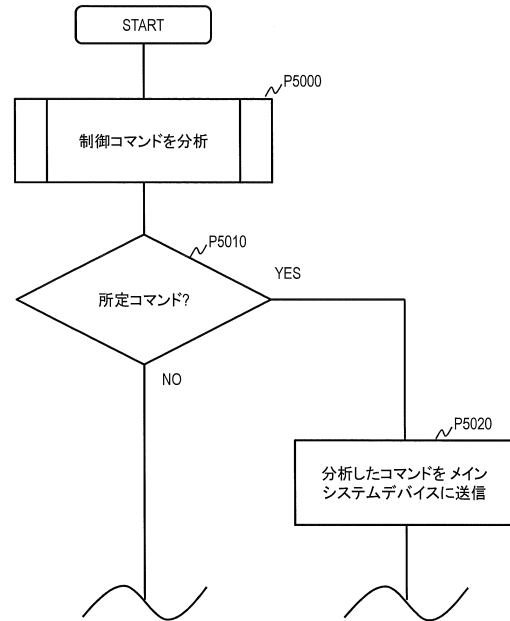 START
P5000
制御コマンドを分析
P5010
所定コマンド?
YES
NO
P5020
分析したコマンドを メイン
システムデバイスに送信